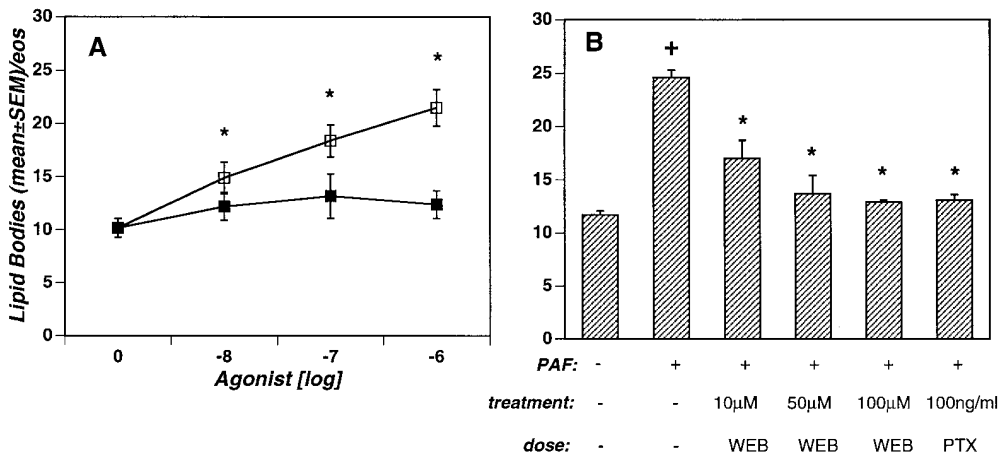 A
Lipid Bodies (mean±SEM)/eos
30
25
20
15
10
5
0
* * *
0 -8 -7 -6
Agonist [log]
B
30
25
20
15
10
5
0
+ * * * *
PAF: - + + + + +
treatment: - - 10µM 50µM 100µM 100ng/ml
dose: - - WEB WEB WEB PTX